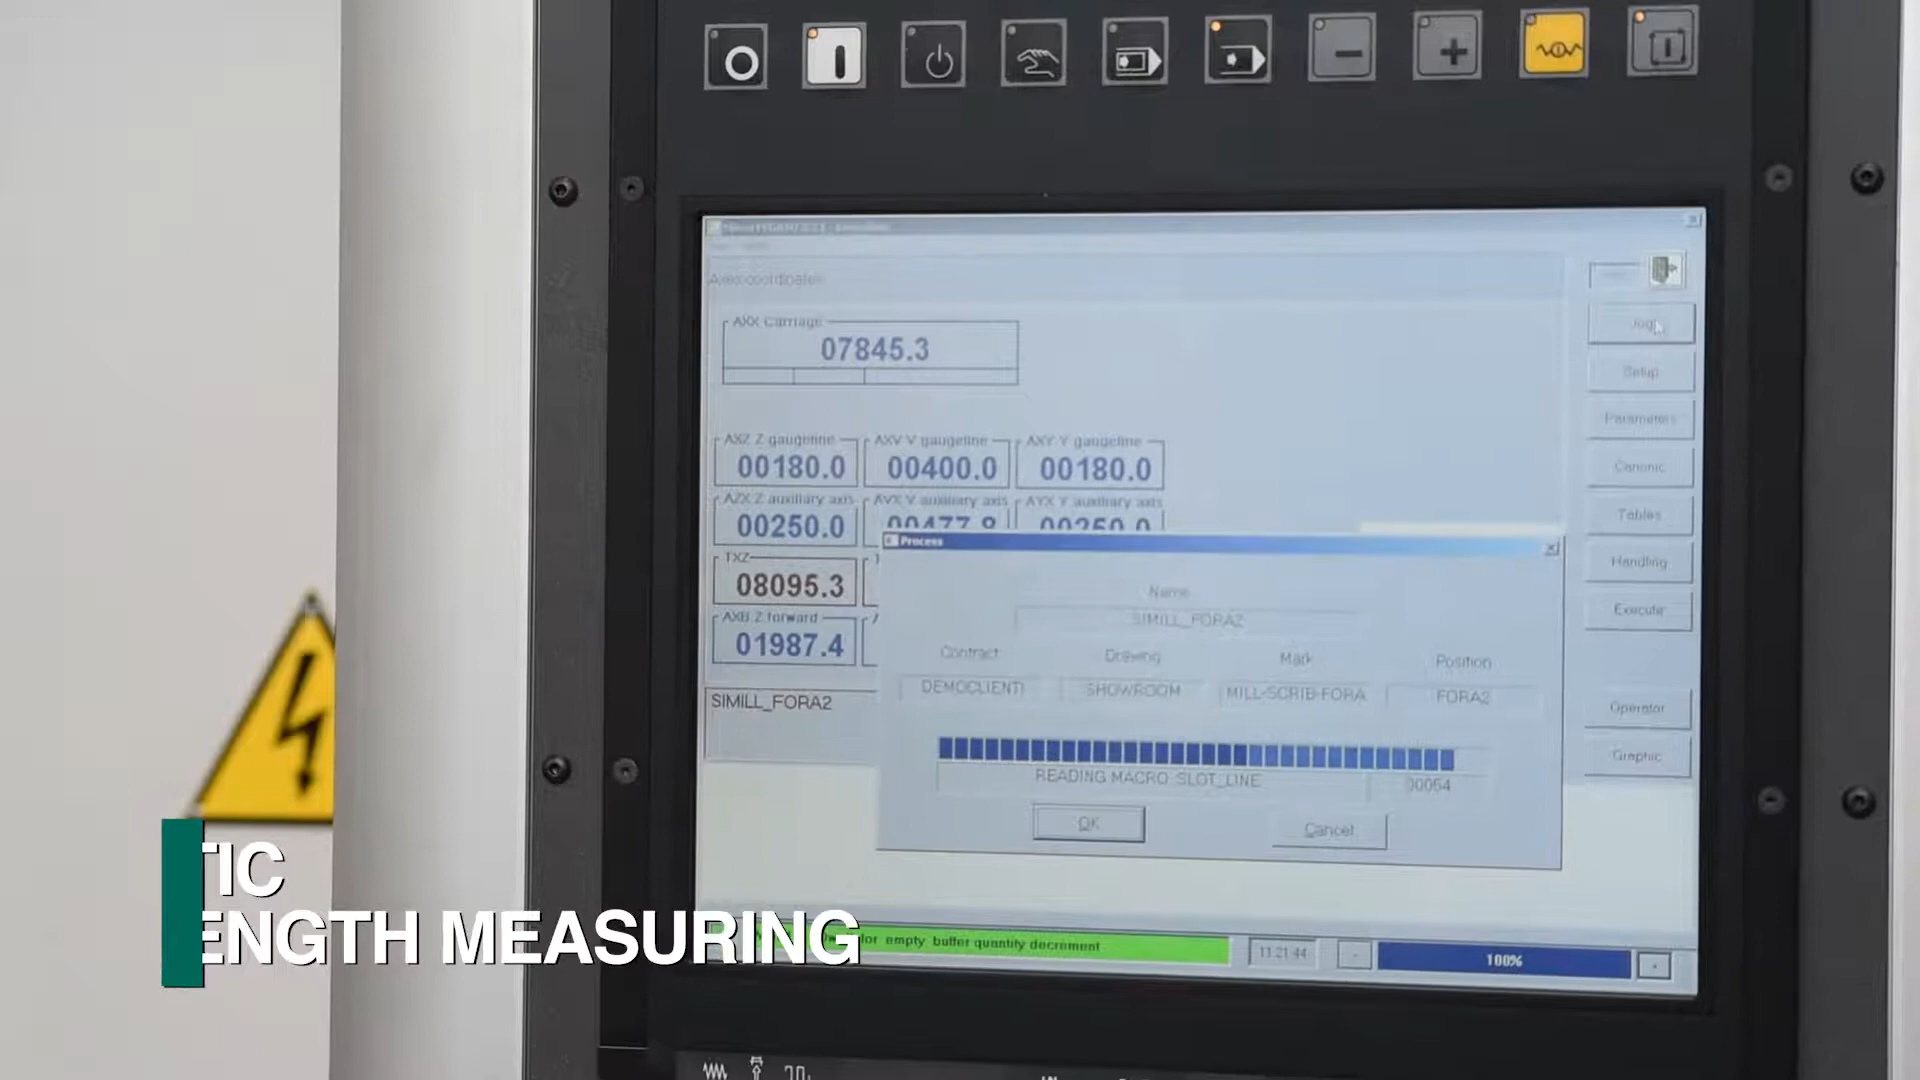 Axes coordinates
AXX Carriage
07845.3
AXZ Z gaugeline
AXV V gaugeline
AXY Y gaugeline
00180.0
00400.0
00180.0
AZX Z auxiliary axis
AVX V auxiliary axis
AYX Y auxiliary axis
00250.0
00477.8
00250.0
TXZ
08095.3
AXB Z forward
01987.4
SIMILL_FORA2
Process
Name
SIMILL_FORA2
Contract
Drawing
Mark
Position
DEMOCLIENT)
SHOWROOM
MILL-SCRIB-FORA
FORA2
READING MACRO SLOT_LINE
00054
OK
Cancel
Jog
Setup
Parameters
Canonic
Tables
Handling
Execute
Operator
Graphic
empty buffer quantity decrement
11:21:44
-
100%
TIC
ENGTH MEASURING